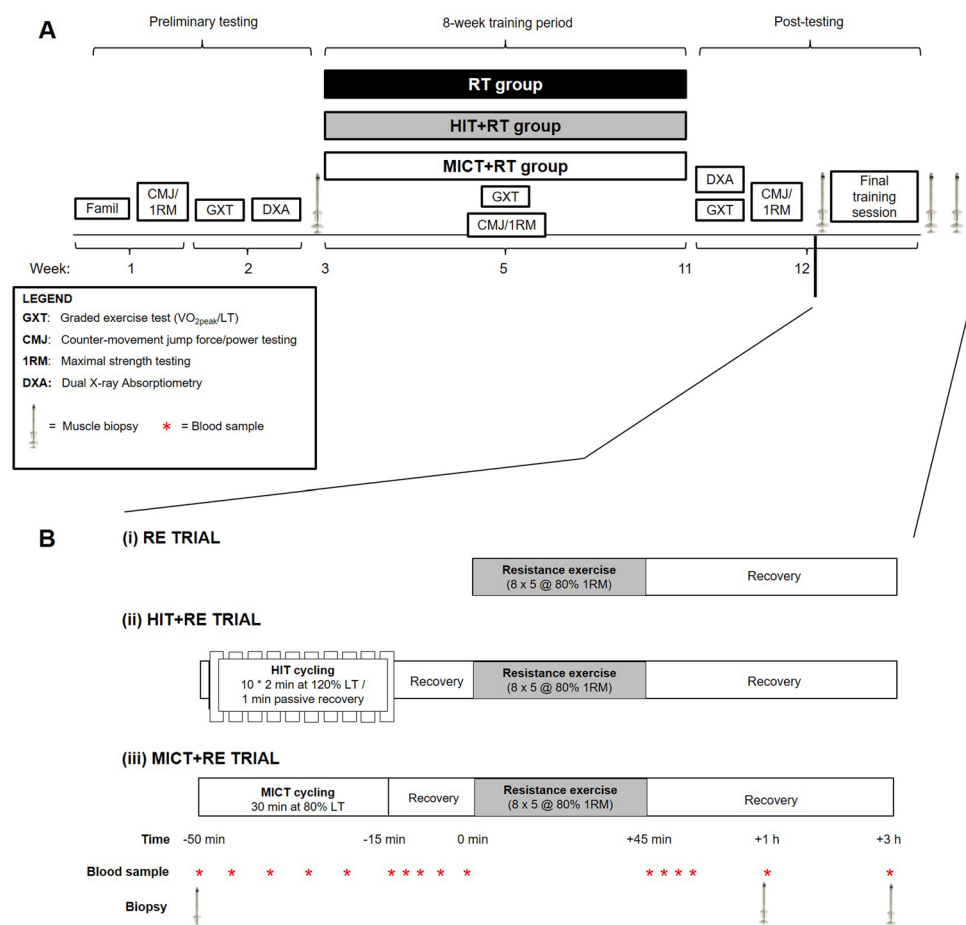 A
Preliminary testing
8-week training period
Post-testing
RT group
HIT+RT group
MICT+RT group
Famil
CMJ/
1RM
GXT
DXA
GXT
CMJ/1RM
DXA
GXT
CMJ/
1RM
Final
training
session
Week: 1 2 3 5 11 12
LEGEND
GXT: Graded exercise test (VO2peak/LT)
CMJ: Counter-movement jump force/power testing
1RM: Maximal strength testing
DXA: Dual X-ray Absorptiometry
= Muscle biopsy * = Blood sample
B
(i) RE TRIAL
Resistance exercise
(8 x 5 @ 80% 1RM)
Recovery
(ii) HIT+RE TRIAL
HIT cycling
10 * 2 min at 120% LT /
1 min passive recovery
Recovery
Resistance exercise
(8 x 5 @ 80% 1RM)
Recovery
(iii) MICT+RE TRIAL
MICT cycling
30 min at 80% LT
Recovery
Resistance exercise
(8 x 5 @ 80% 1RM)
Recovery
Time -50 min -15 min 0 min +45 min +1 h +3 h
Blood sample * * * * * * * * * * * * * * * *
Biopsy